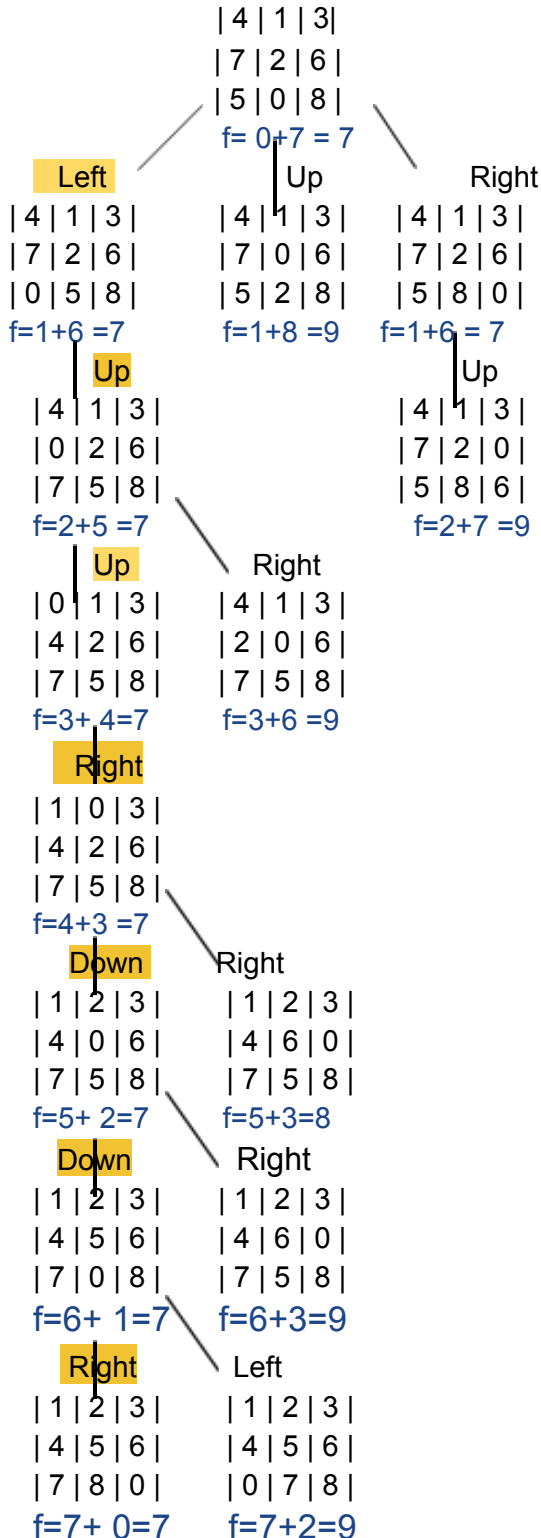 | 4 | 1 | 3|
| 7 | 2 | 6 |
| 5 | 0 | 8 |
f= 0+7 = 7
Left Up Right
| 4 | 1 | 3 | | 4 | 1 | 3 | | 4 | 1 | 3 |
| 7 | 2 | 6 | | 7 | 0 | 6 | | 7 | 2 | 6 |
| 0 | 5 | 8 | | 5 | 2 | 8 | | 5 | 8 | 0 |
f=1+6 =7 f=1+8 =9 f=1+6 = 7
Up Up
| 4 | 1 | 3 | | 4 | 1 | 3 |
| 0 | 2 | 6 | | 7 | 2 | 0 |
| 7 | 5 | 8 | | 5 | 8 | 6 |
f=2+5 =7 f=2+7 =9
Up Right
| 0 | 1 | 3 | | 4 | 1 | 3 |
| 4 | 2 | 6 | | 2 | 0 | 6 |
| 7 | 5 | 8 | | 7 | 5 | 8 |
f=3+ 4=7 f=3+6 =9
Right
| 1 | 0 | 3 |
| 4 | 2 | 6 |
| 7 | 5 | 8 |
f=4+3 =7
Down Right
| 1 | 2 | 3 | | 1 | 2 | 3 |
| 4 | 0 | 6 | | 4 | 6 | 0 |
| 7 | 5 | 8 | | 7 | 5 | 8 |
f=5+ 2=7 f=5+3=8
Down Right
| 1 | 2 | 3 | | 1 | 2 | 3 |
| 4 | 5 | 6 | | 4 | 6 | 0 |
| 7 | 0 | 8 | | 7 | 5 | 8 |
f=6+ 1=7 f=6+3=9
Right Left
| 1 | 2 | 3 | | 1 | 2 | 3 |
| 4 | 5 | 6 | | 4 | 5 | 6 |
| 7 | 8 | 0 | | 0 | 7 | 8 |
f=7+ 0=7 f=7+2=9